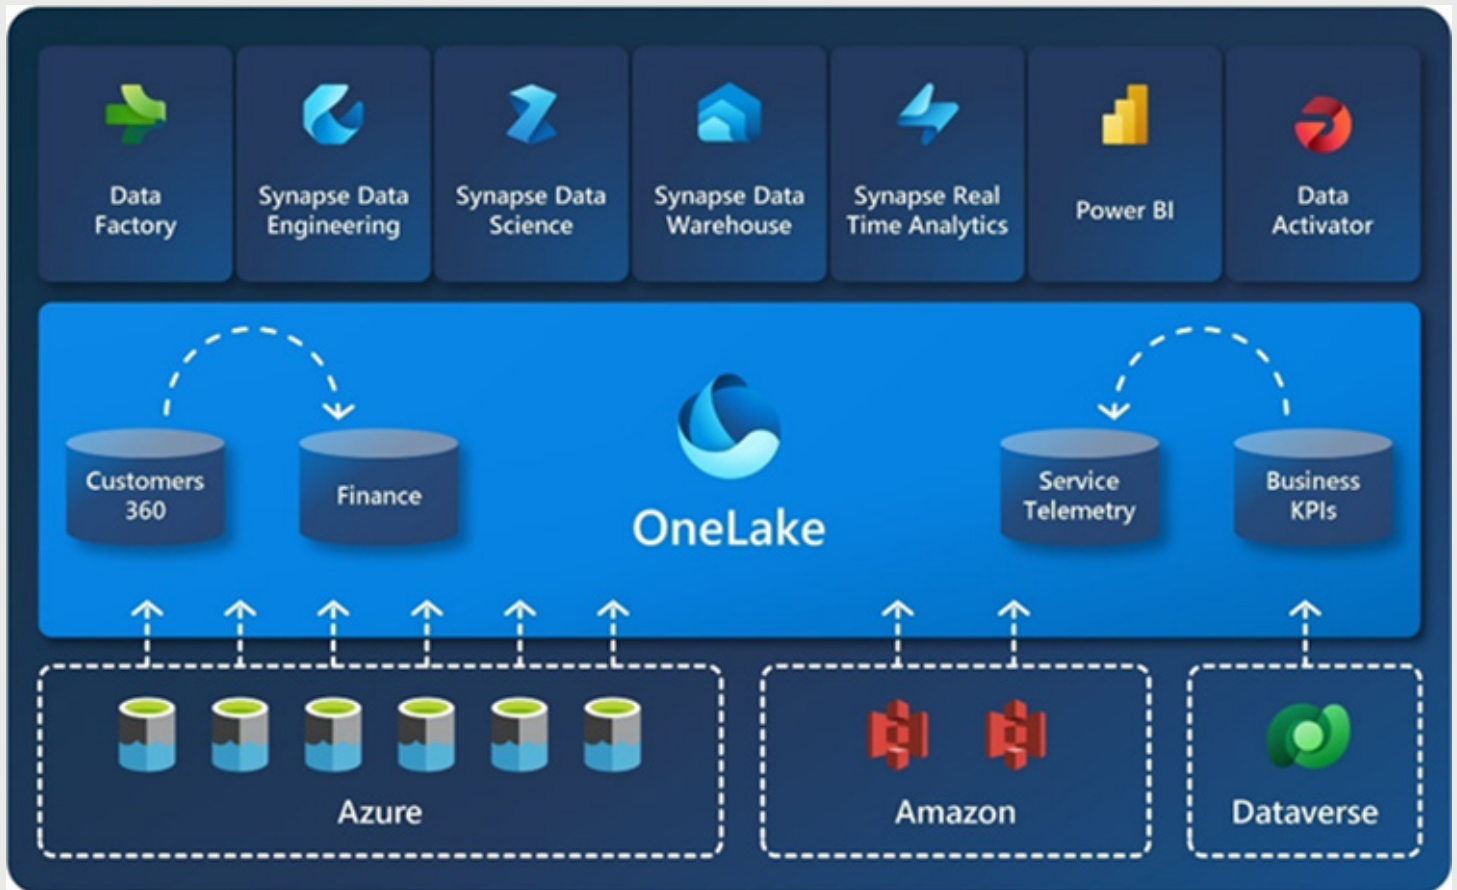 Data
Factory
Synapse Data
Engineering
Synapse Data
Science
Synapse Data
Warehouse
Synapse Real
Time Analytics
Power BI
Data
Activator
Customers
360
Finance
OneLake
Service
Telemetry
Business
KPIs
Azure
Amazon
Dataverse